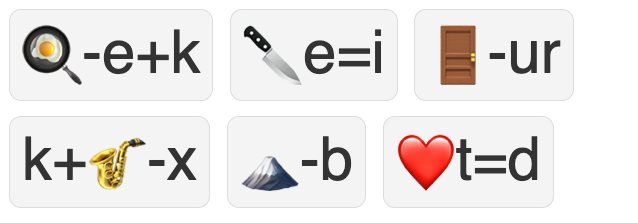 🍳-e+k 🔪e=i 🚪-ur
k+🎷-x 🗻-b ❤️t=d